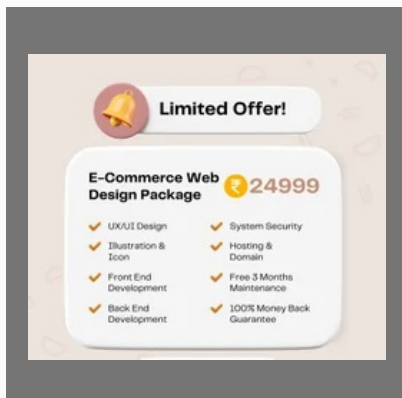 Limited Offer!
E-Commerce Web
Design Package
₹24999
UX/UI Design
Illustration &
Icon
Front End
Development
Back End
Development
System Security
Hosting &
Domain
Free 3 Months
Maintenance
100% Money Back
Guarantee